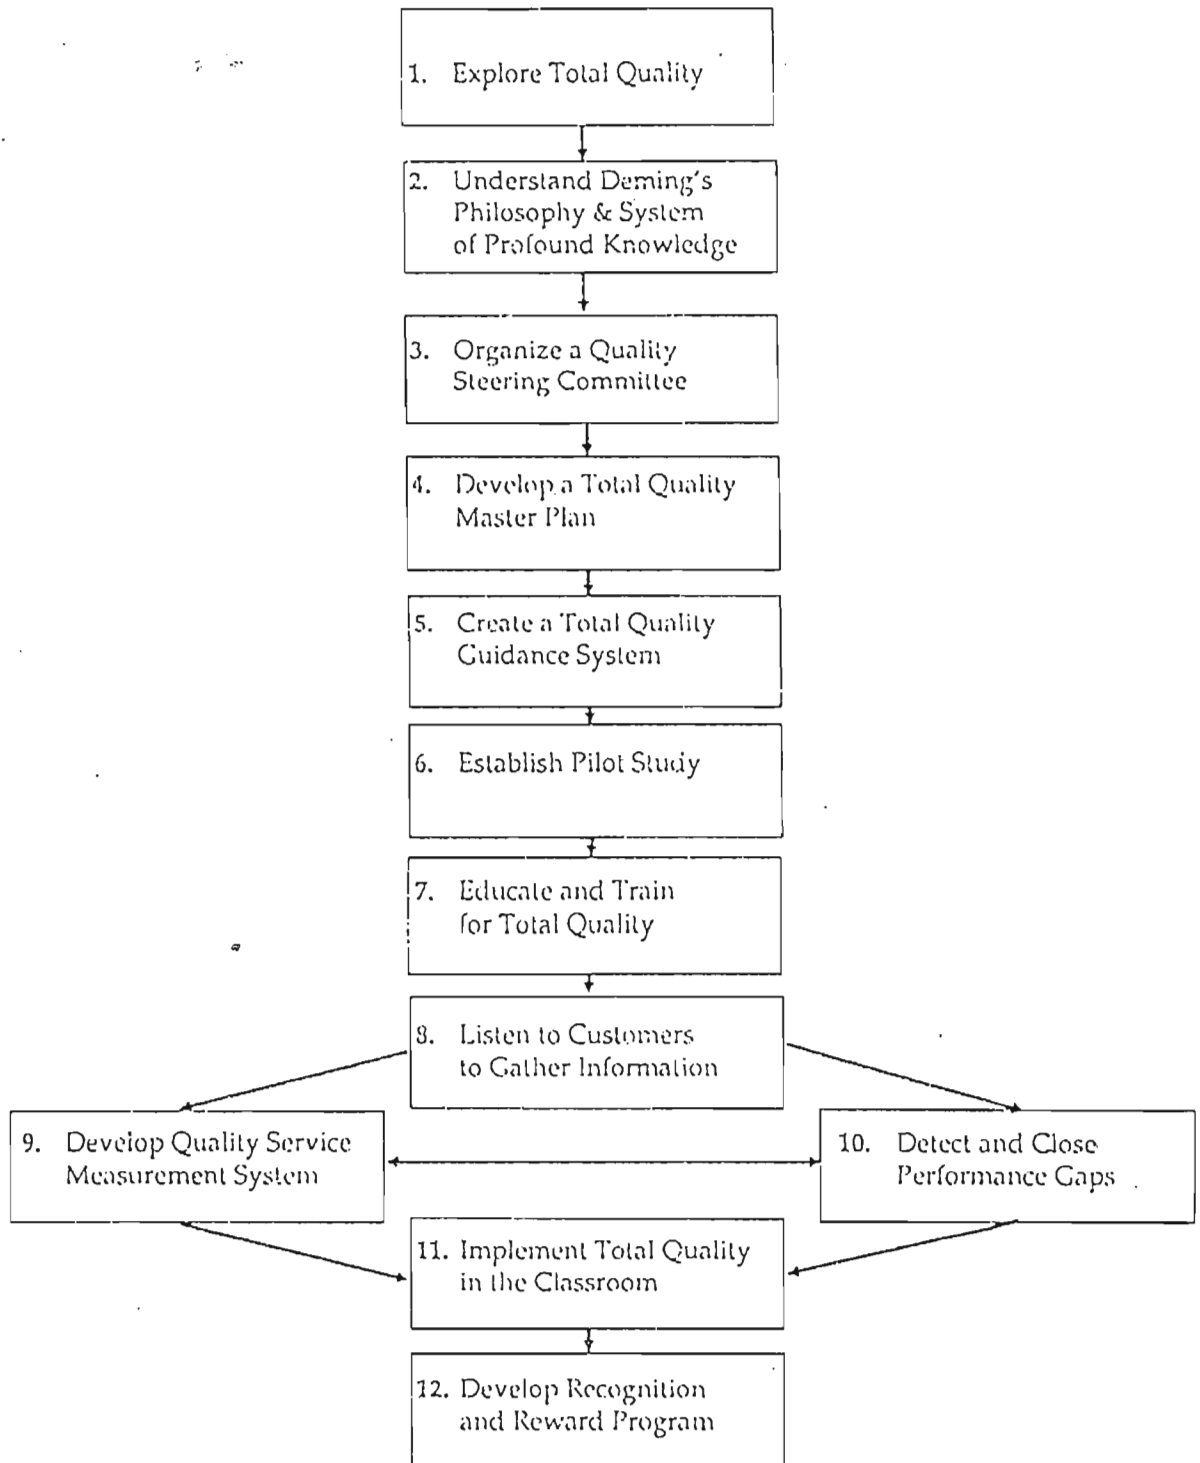 1. Explore Total Quality
2. Understand Deming's
Philosophy & System
of Profound Knowledge
3. Organize a Quality
Steering Committee
4. Develop a Total Quality
Master Plan
5. Create a Total Quality
Guidance System
6. Establish Pilot Study
7. Educate and Train
for Total Quality
8. Listen to Customers
to Gather Information
9. Develop Quality Service
Measurement System
10. Detect and Close
Performance Gaps
11. Implement Total Quality
in the Classroom
12. Develop Recognition
and Reward Program